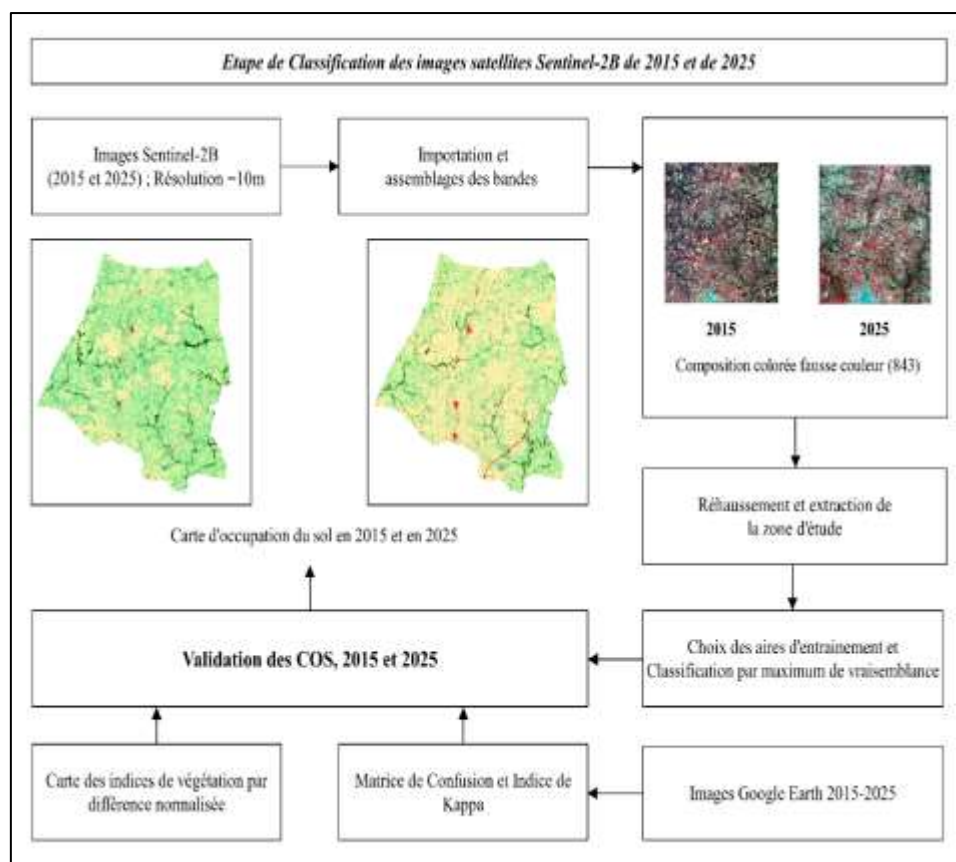 Etape de Classification des images satellites Sentinel-2B de 2015 et de 2025
Images Sentinel-2B
(2015 et 2025) ; Résolution =10m
Importation et
assemblages des bandes
2015
2025
Composition colorée fausse couleur (843)
Réhaussement et extraction de
la zone d'étude
Choix des aires d'entrainement et
Classification par maximum de vraisemblance
Carte d'occupation du sol en 2015 et en 2025
Validation des COS, 2015 et 2025
Carte des indices de végétation par
différence normalisée
Matrice de Confusion et Indice de
Kappa
Images Google Earth 2015-2025